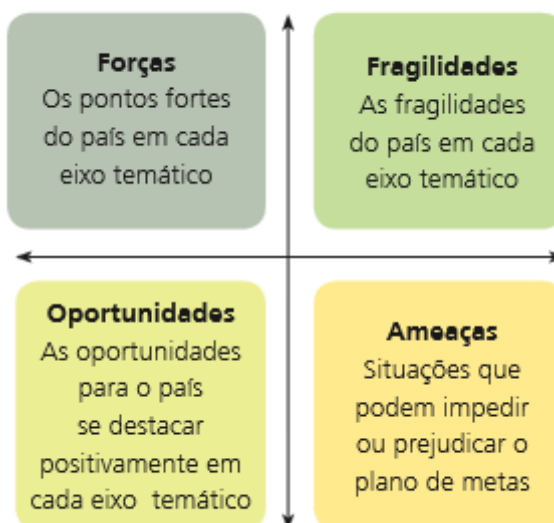 Forças
Os pontos fortes
do país em cada
eixo temático
Fragilidades
As fragilidades
do país em cada
eixo temático
Oportunidades
As oportunidades
para o país
se destacar
positivamente em
cada eixo temático
Ameaças
Situações que
podem impedir
ou prejudicar o
plano de metas